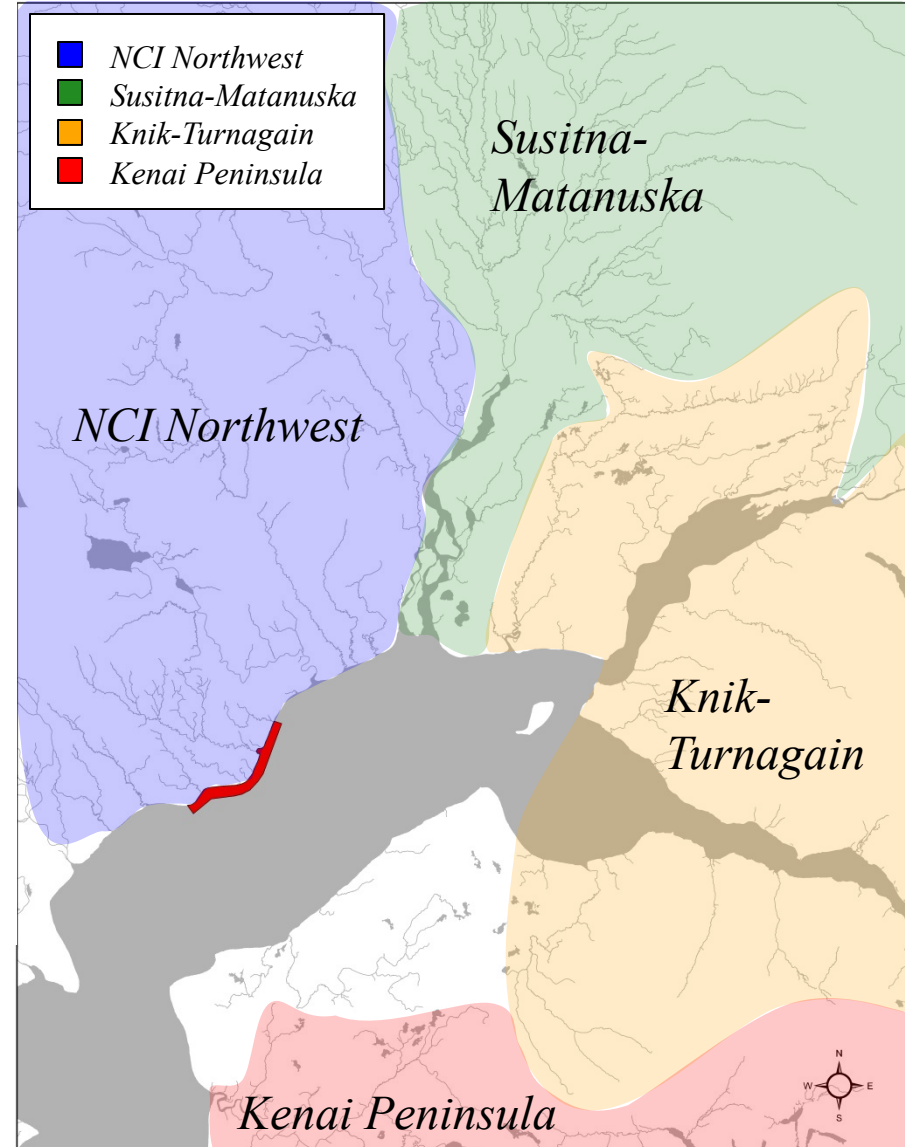 NCI Northwest
Susitna-Matanuska
Knik-Turnagain
Kenai Peninsula
Susitna-
Matanuska
NCI Northwest
Knik-
Turnagain
Kenai Peninsula
N
W E
S